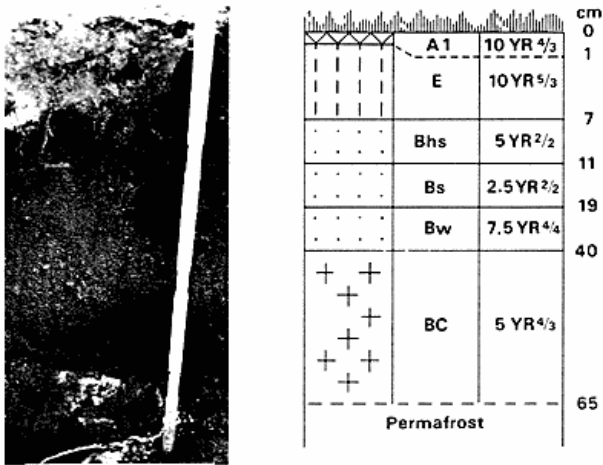 cm
0
A1 10 YR 4/3
1
E 10 YR 5/3
7
Bhs 5 YR 2/2
11
Bs 2.5 YR 2/2
19
Bw 7.5 YR 4/4
40
BC 5 YR 4/3
65
Permafrost